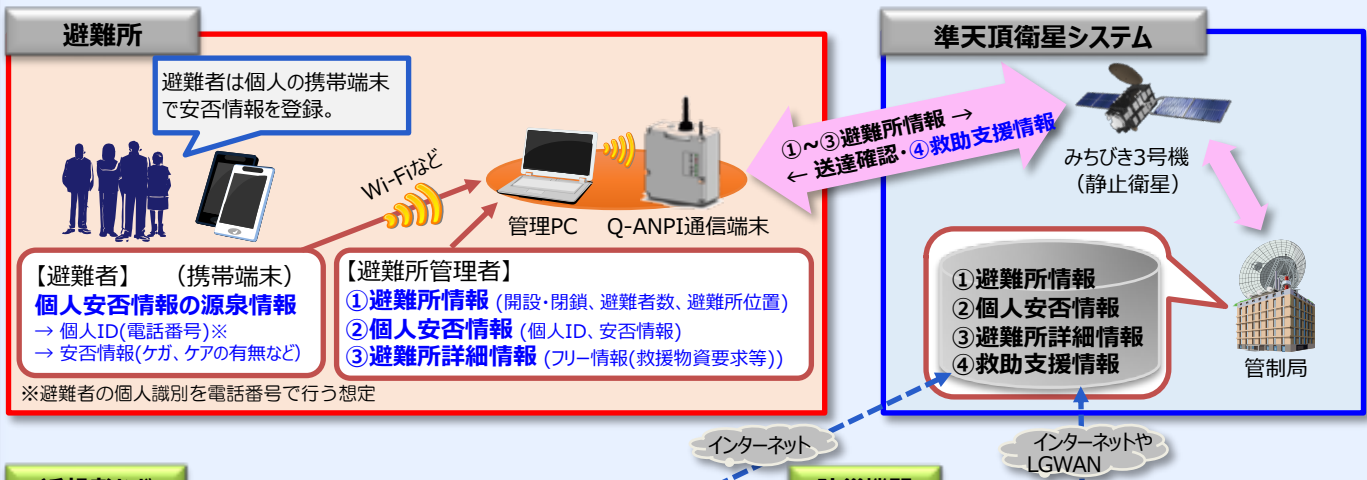 避難所
避難者は個人の携帯端末
で安否情報を登録。
Wi-Fiなど
管理PC
Q-ANPI通信端末
【避難者】 （携帯端末）
個人安否情報の源泉情報
→ 個人ID(電話番号)※
→ 安否情報(ケガ、ケアの有無など)
【避難所管理者】
①避難所情報 (開設・閉鎖、避難者数、避難所位置)
②個人安否情報 (個人ID、安否情報)
③避難所詳細情報 (フリー情報(救援物資要求等))
※避難者の個人識別を電話番号で行う想定
①~③避難所情報 →
← 送達確認・④救助支援情報
準天頂衛星システム
みちびき3号機
（静止衛星）
①避難所情報
②個人安否情報
③避難所詳細情報
④救助支援情報
管制局
インターネット
インターネットや
LGWAN